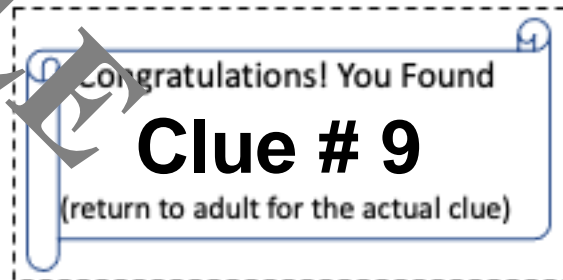 Congratulations! You Found
Clue # 9
(return to adult for the actual clue)
E